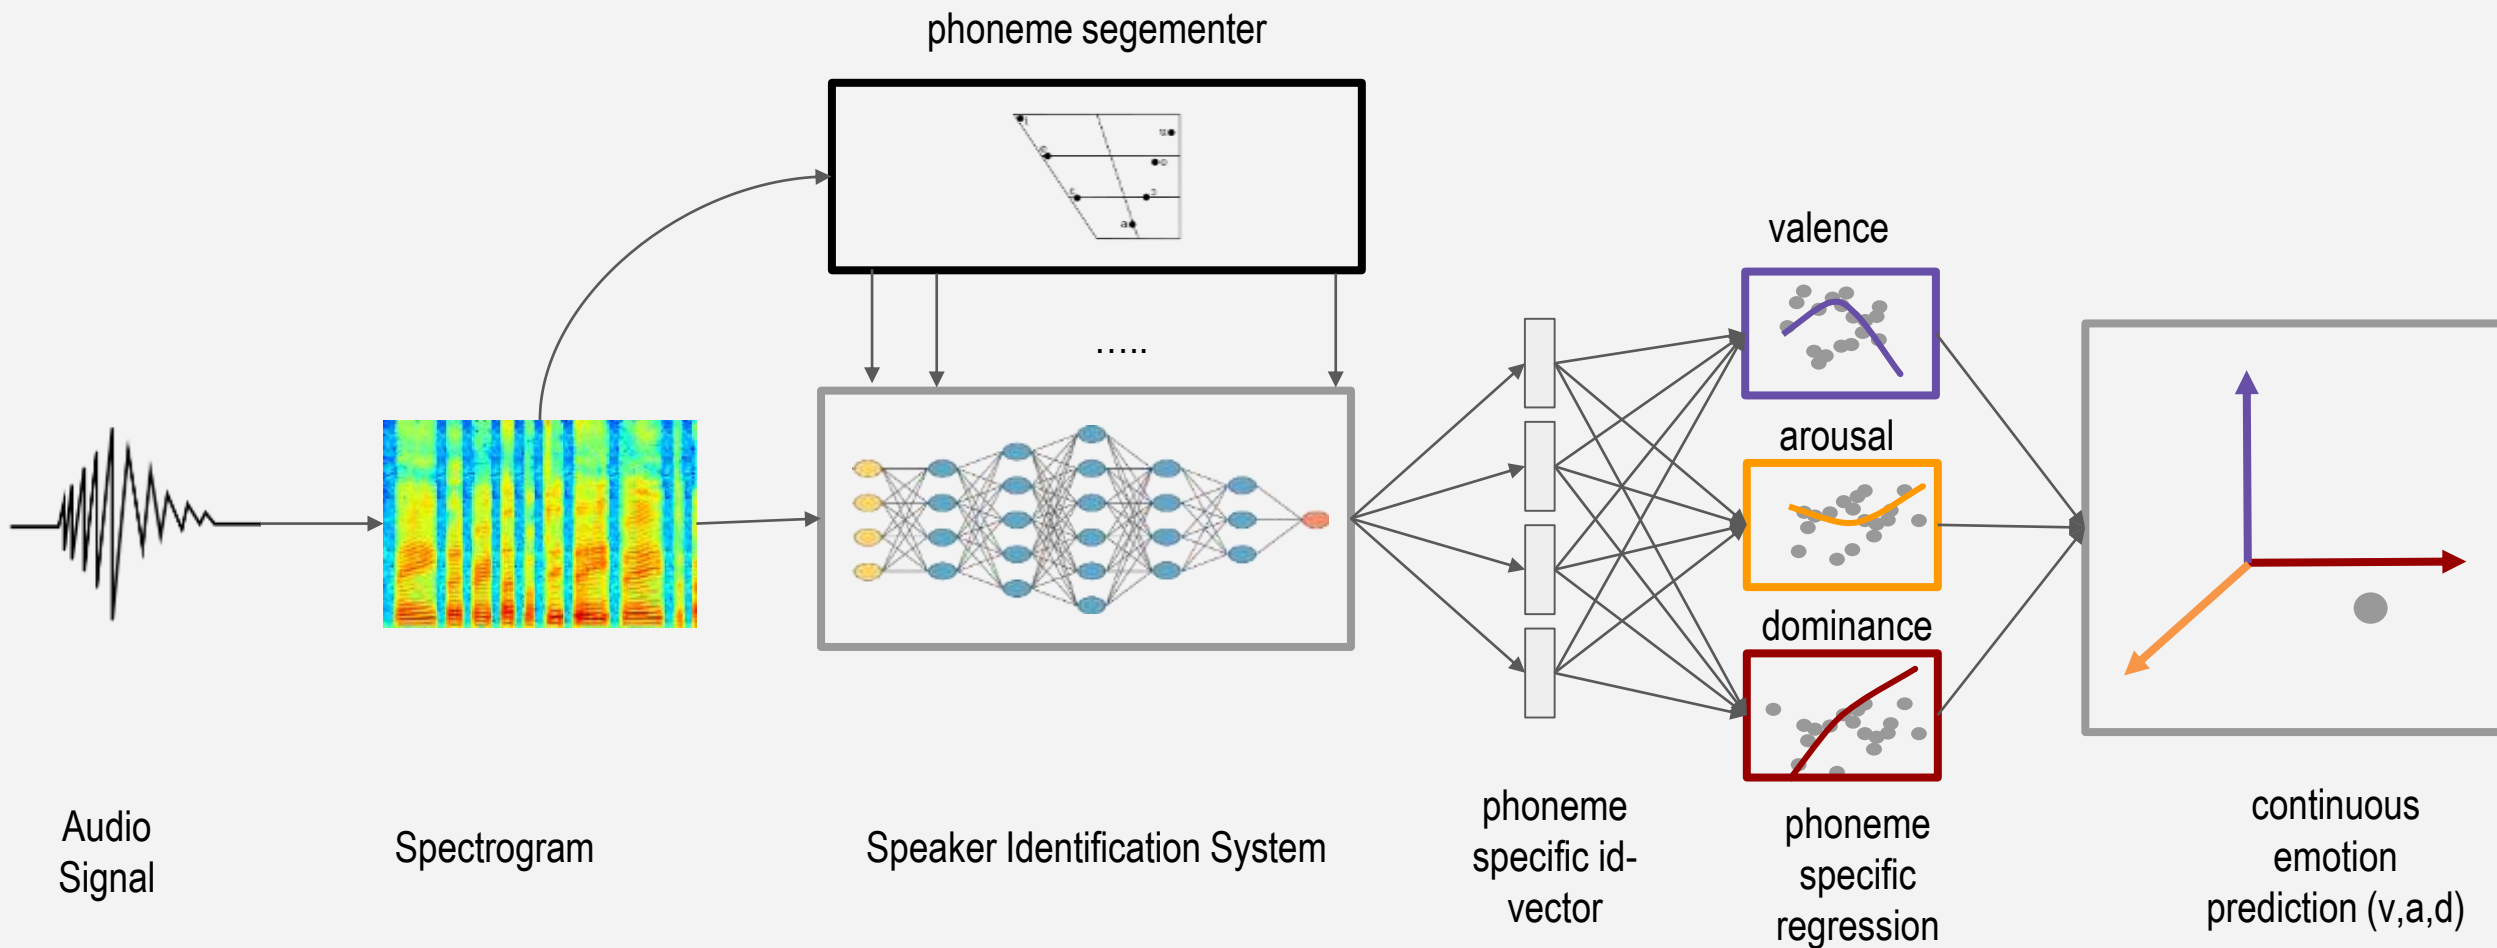 phoneme segementer
i
u
e
o
a
.....
valence
arousal
dominance
Audio
Signal
Spectrogram
Speaker Identification System
phoneme
specific id-
vector
phoneme
specific
regression
continuous
emotion
prediction (v,a,d)